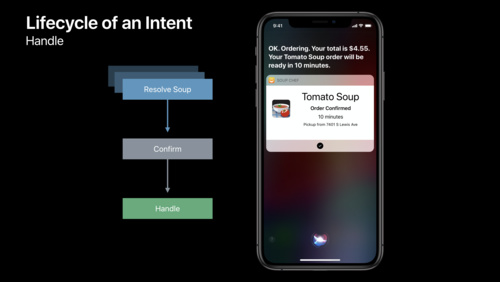 Lifecycle of an Intent
Handle
Resolve Soup
Confirm
Handle
9:41
OK. Ordering. Your total is $4.55.
Your Tomato Soup order will be
ready in 10 minutes.
SOUP CHEF
Tomato Soup
Order Confirmed
10 minutes
Pickup from 1401 S Lewis Ave